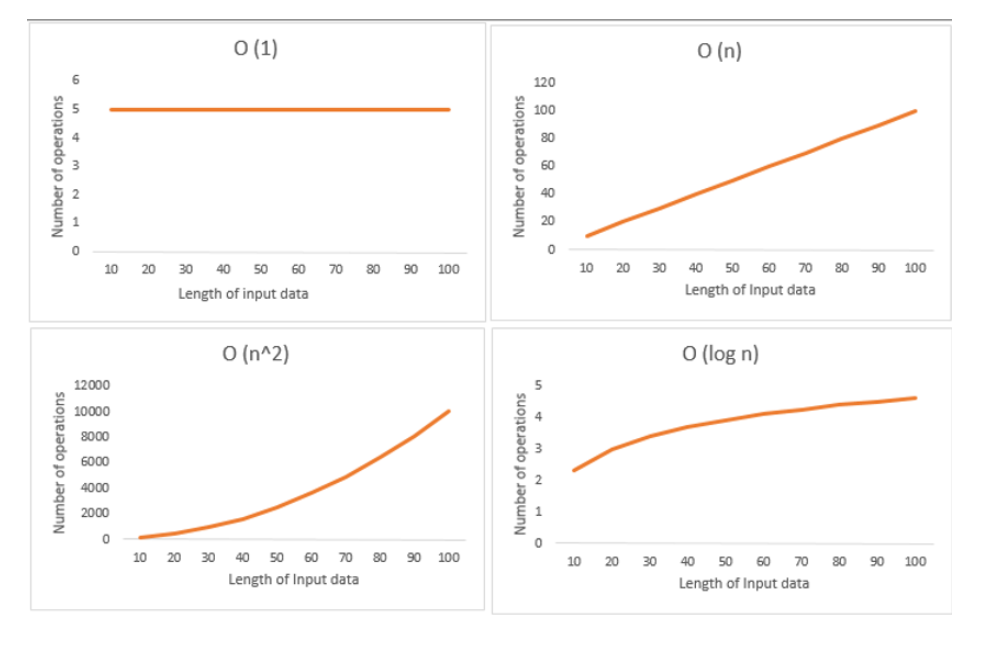 O (1)
Number of operations
6
5
4
3
2
1
0
10 20 30 40 50 60 70 80 90 100
Length of input data
O (n)
Number of operations
120
100
80
60
40
20
0
10 20 30 40 50 60 70 80 90 100
Length of Input data
O (n^2)
Number of operations
12000
10000
8000
6000
4000
2000
0
10 20 30 40 50 60 70 80 90 100
Length of Input data
O (log n)
Number of operations
5
4
3
2
1
0
10 20 30 40 50 60 70 80 90 100
Length of Input data